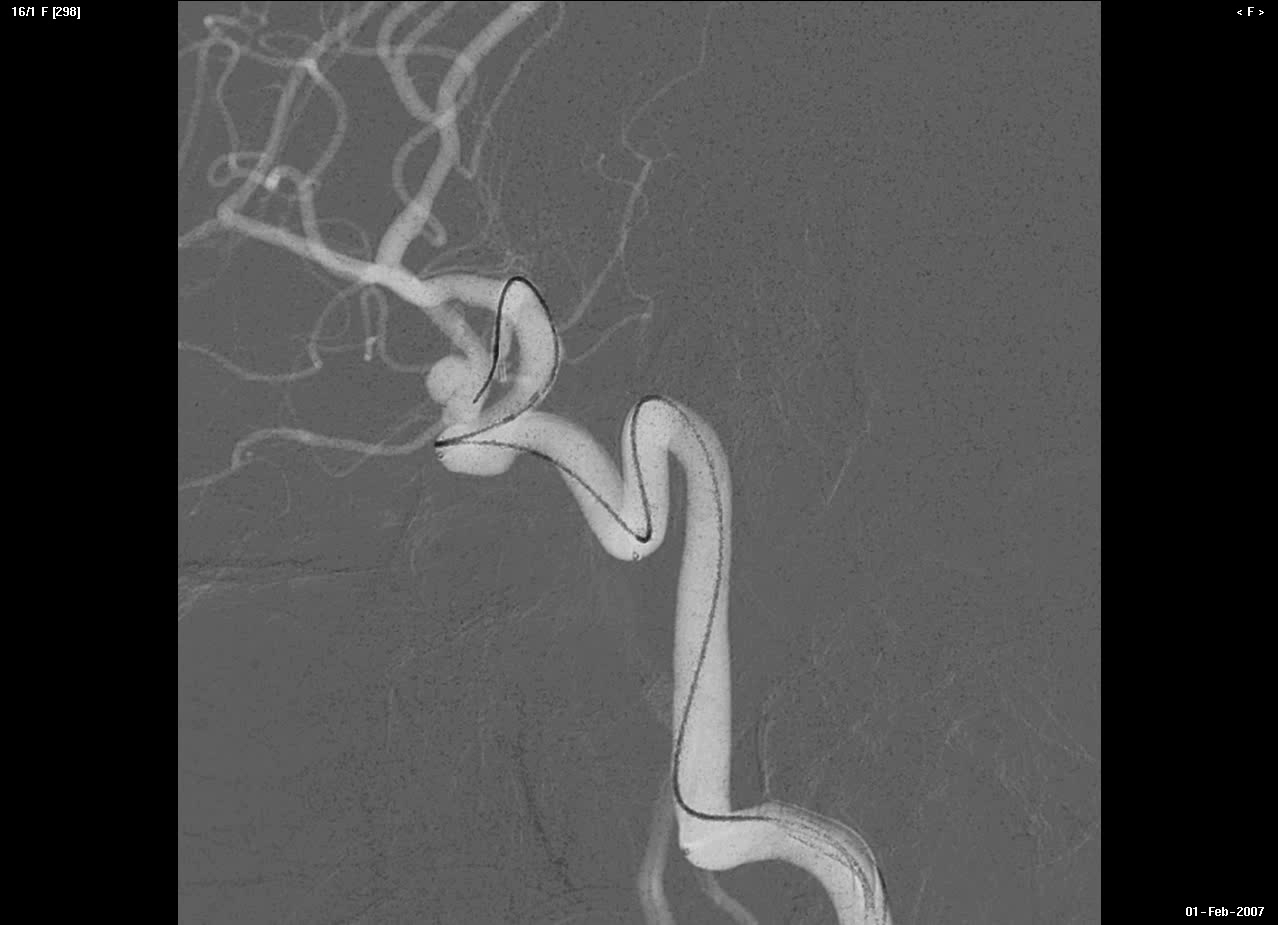 16/1 F [298]
< F >
01-Feb-2007